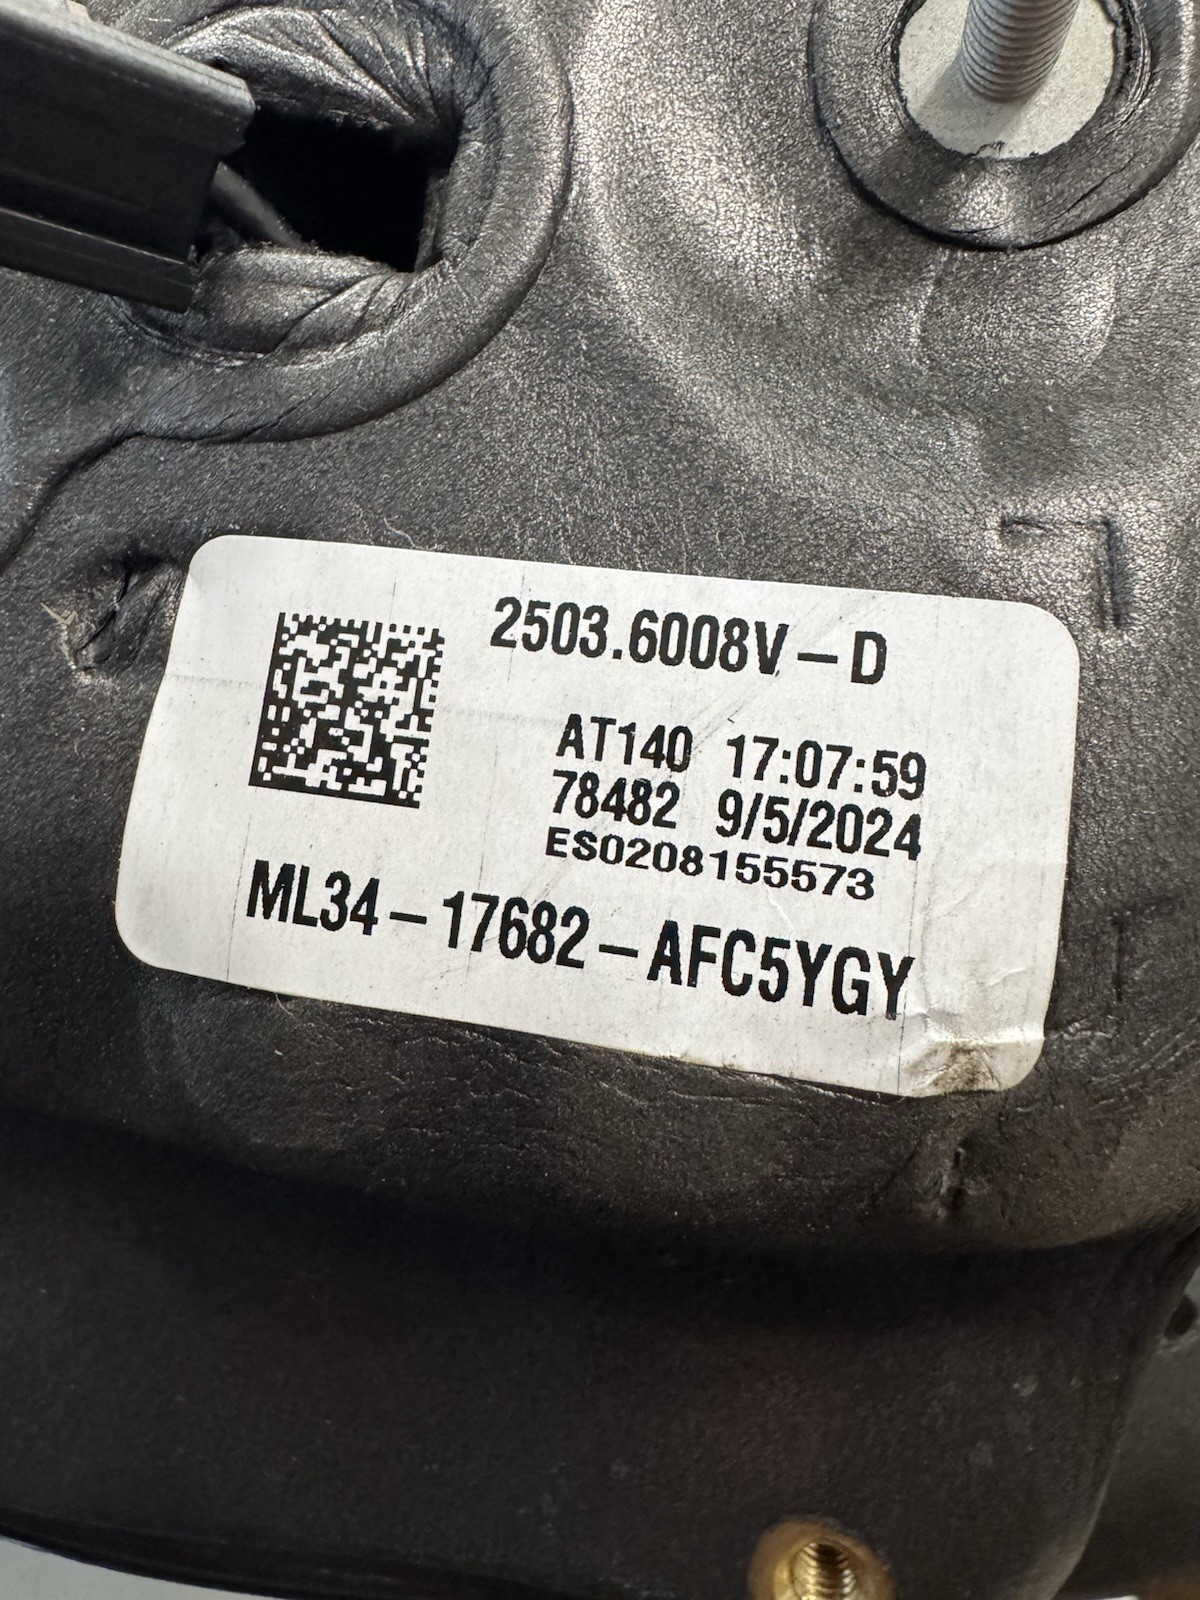 2503.6008V-D
AT140 17:07:59
78482 9/5/2024
ES0208155573
ML34-17682-AFC5YGY